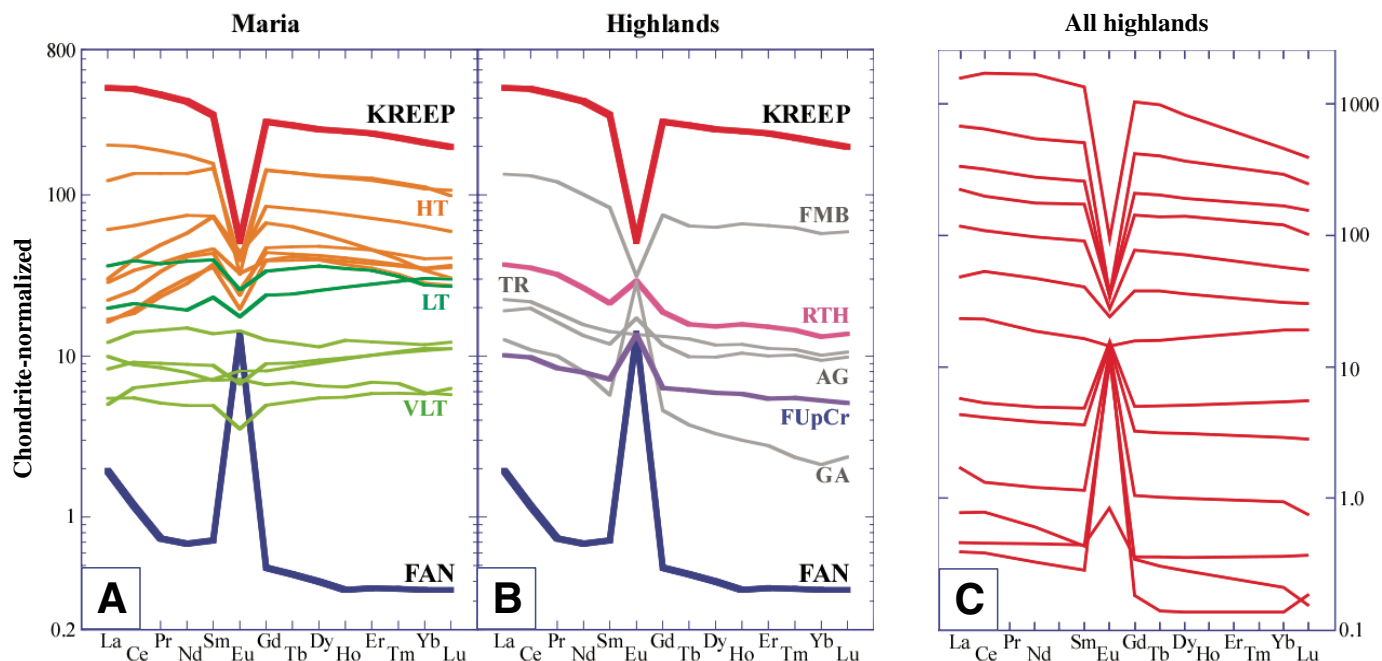 Maria
Highlands
All highlands
Chondrite-normalized
800
100
10
1
0.2
KREEP
HT
LT
VLT
FAN
A
La Ce Pr Nd Sm Eu Gd Tb Dy Ho Er Tm Yb Lu
KREEP
FMB
TR
RTH
AG
FUpCr
GA
FAN
B
La Ce Pr Nd Sm Eu Gd Tb Dy Ho Er Tm Yb Lu
1000
100
10
1.0
0.1
C
La Ce Pr Nd Sm Eu Gd Tb Dy Ho Er Tm Yb Lu